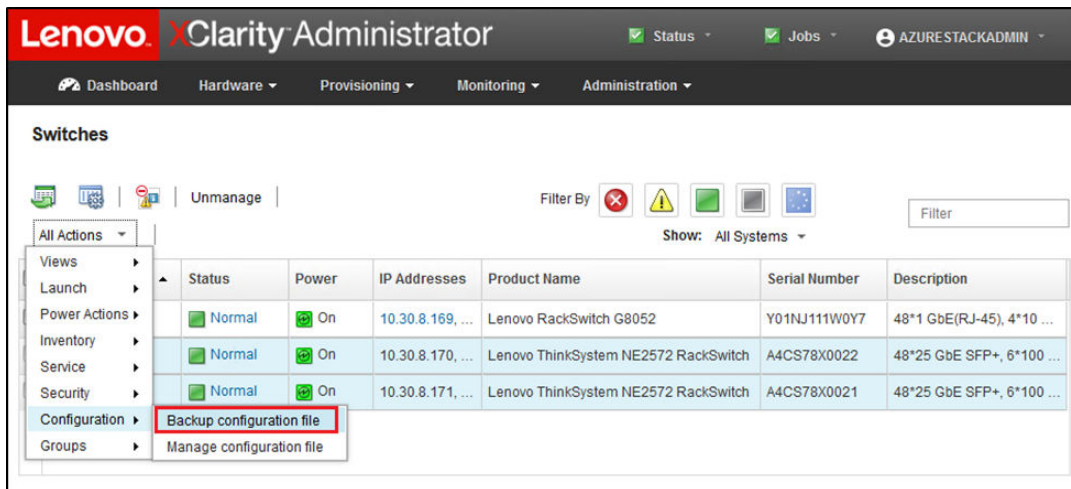 Lenovo. XClarity Administrator
Status
Jobs
AZURESTACKADMIN
Dashboard
Hardware
Provisioning
Monitoring
Administration
Switches
Unmanage
Filter By
Filter
All Actions
Show: All Systems
Views
Launch
Power Actions
Inventory
Service
Security
Configuration
Groups
Backup configuration file
Manage configuration file
Status Power IP Addresses Product Name Serial Number Description
Normal On 10.30.8.169, ... Lenovo RackSwitch G8052 Y01NJ111W0Y7 48*1 GbE(RJ-45), 4*10 ...
Normal On 10.30.8.170, ... Lenovo ThinkSystem NE2572 RackSwitch A4CS78X0022 48*25 GbE SFP+, 6*100 ...
Normal On 10.30.8.171, ... Lenovo ThinkSystem NE2572 RackSwitch A4CS78X0021 48*25 GbE SFP+, 6*100 ...